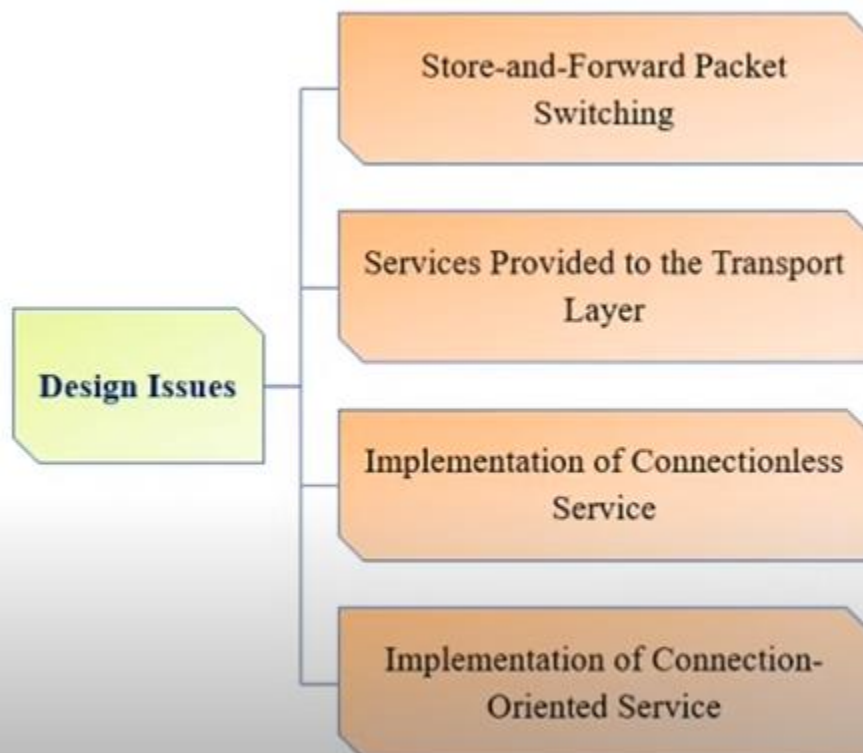 Store-and-Forward Packet
Switching
Services Provided to the Transport
Layer
Design Issues
Implementation of Connectionless
Service
Implementation of Connection-
Oriented Service